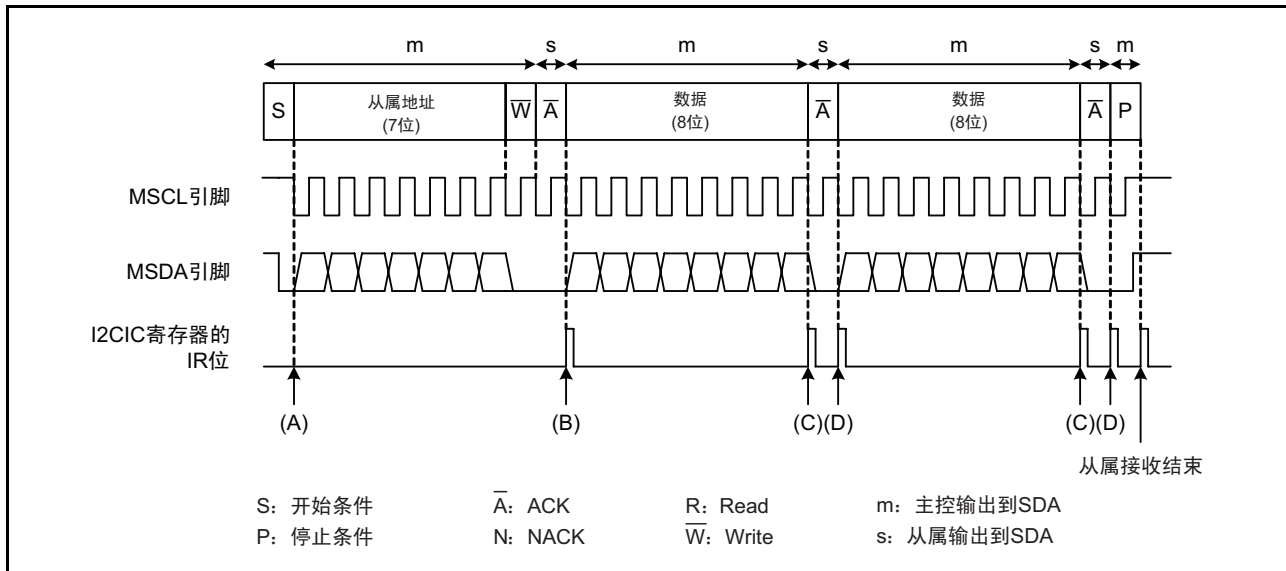 m s m s m s m
S 从属地址 (7位) W̅ A̅ 数据 (8位) A̅ 数据 (8位) A̅ P
MSCL引脚
MSDA引脚
I2CIC寄存器的
IR位
(A) (B) (C)(D) (C)(D)
从属接收结束
S：开始条件 A̅：ACK R：Read m：主控输出到SDA
P：停止条件 N：NACK W̅：Write s：从属输出到SDA